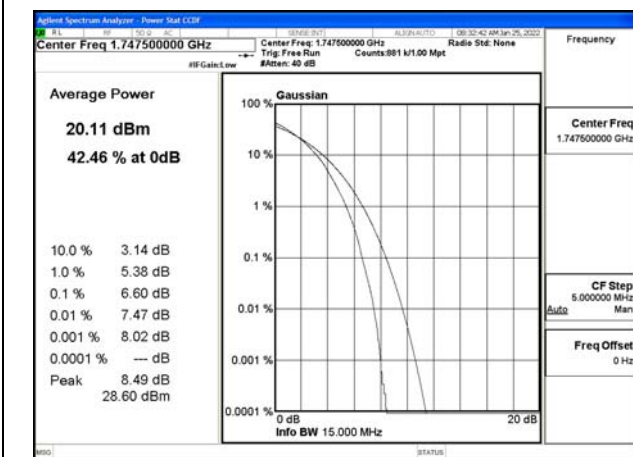 Agilent Spectrum Analyzer - Power Stat CCDF
RL RF 50 Ω AC SENSE:INT ALIGN AUTO 08:32:42 AM Jan 25, 2022
Center Freq 1.747500000 GHz
Center Freq: 1.747500000 GHz Radio Std: None
Trig: Free Run Counts:881 k/1.00 Mpt
#IFGain:Low #Atten: 40 dB
Frequency
Average Power
20.11 dBm
42.46 % at 0dB
10.0 % 3.14 dB
1.0 % 5.38 dB
0.1 % 6.60 dB
0.01 % 7.47 dB
0.001 % 8.02 dB
0.0001 % --- dB
Peak 8.49 dB
28.60 dBm
Gaussian
100 %
10 %
1 %
0.1 %
0.01 %
0.001 %
0.0001 %
0 dB 20 dB
Info BW 15.000 MHz
Center Freq
1.747500000 GHz
CF Step
5.000000 MHz
Auto Man
Freq Offset
0 Hz
MSG STATUS